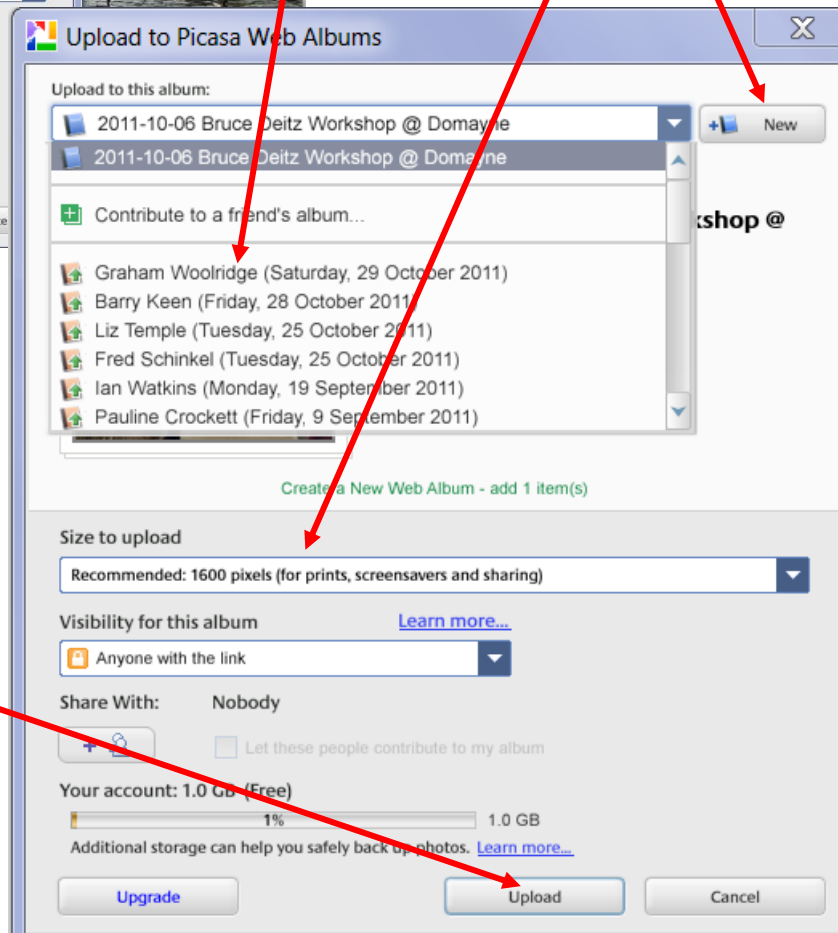 Upload to Picasa Web Albums
Upload to this album:
2011-10-06 Bruce Deitz Workshop @ Domayne
New
2011-10-06 Bruce Deitz Workshop @ Domayne
Contribute to a friend's album...
kshop @
Graham Woolridge (Saturday, 29 October 2011)
Barry Keen (Friday, 28 October 2011)
Liz Temple (Tuesday, 25 October 2011)
Fred Schinkel (Tuesday, 25 October 2011)
Ian Watkins (Monday, 19 September 2011)
Pauline Crockett (Friday, 9 September 2011)
Create a New Web Album - add 1 item(s)
Size to upload
Recommended: 1600 pixels (for prints, screensavers and sharing)
Visibility for this album Learn more...
Anyone with the link
Share With: Nobody
Let these people contribute to my album
Your account: 1.0 GB (Free)
1% 1.0 GB
Additional storage can help you safely back up photos. Learn more...
Upgrade Upload Cancel